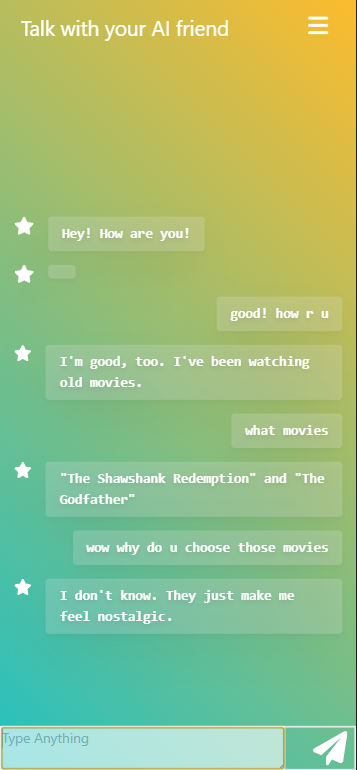 Talk with your AI friend
Hey! How are you!
good! how r u
I'm good, too. I've been watching
old movies.
what movies
"The Shawshank Redemption" and "The
Godfather"
wow why do u choose those movies
I don't know. They just make me
feel nostalgic.
Type Anything